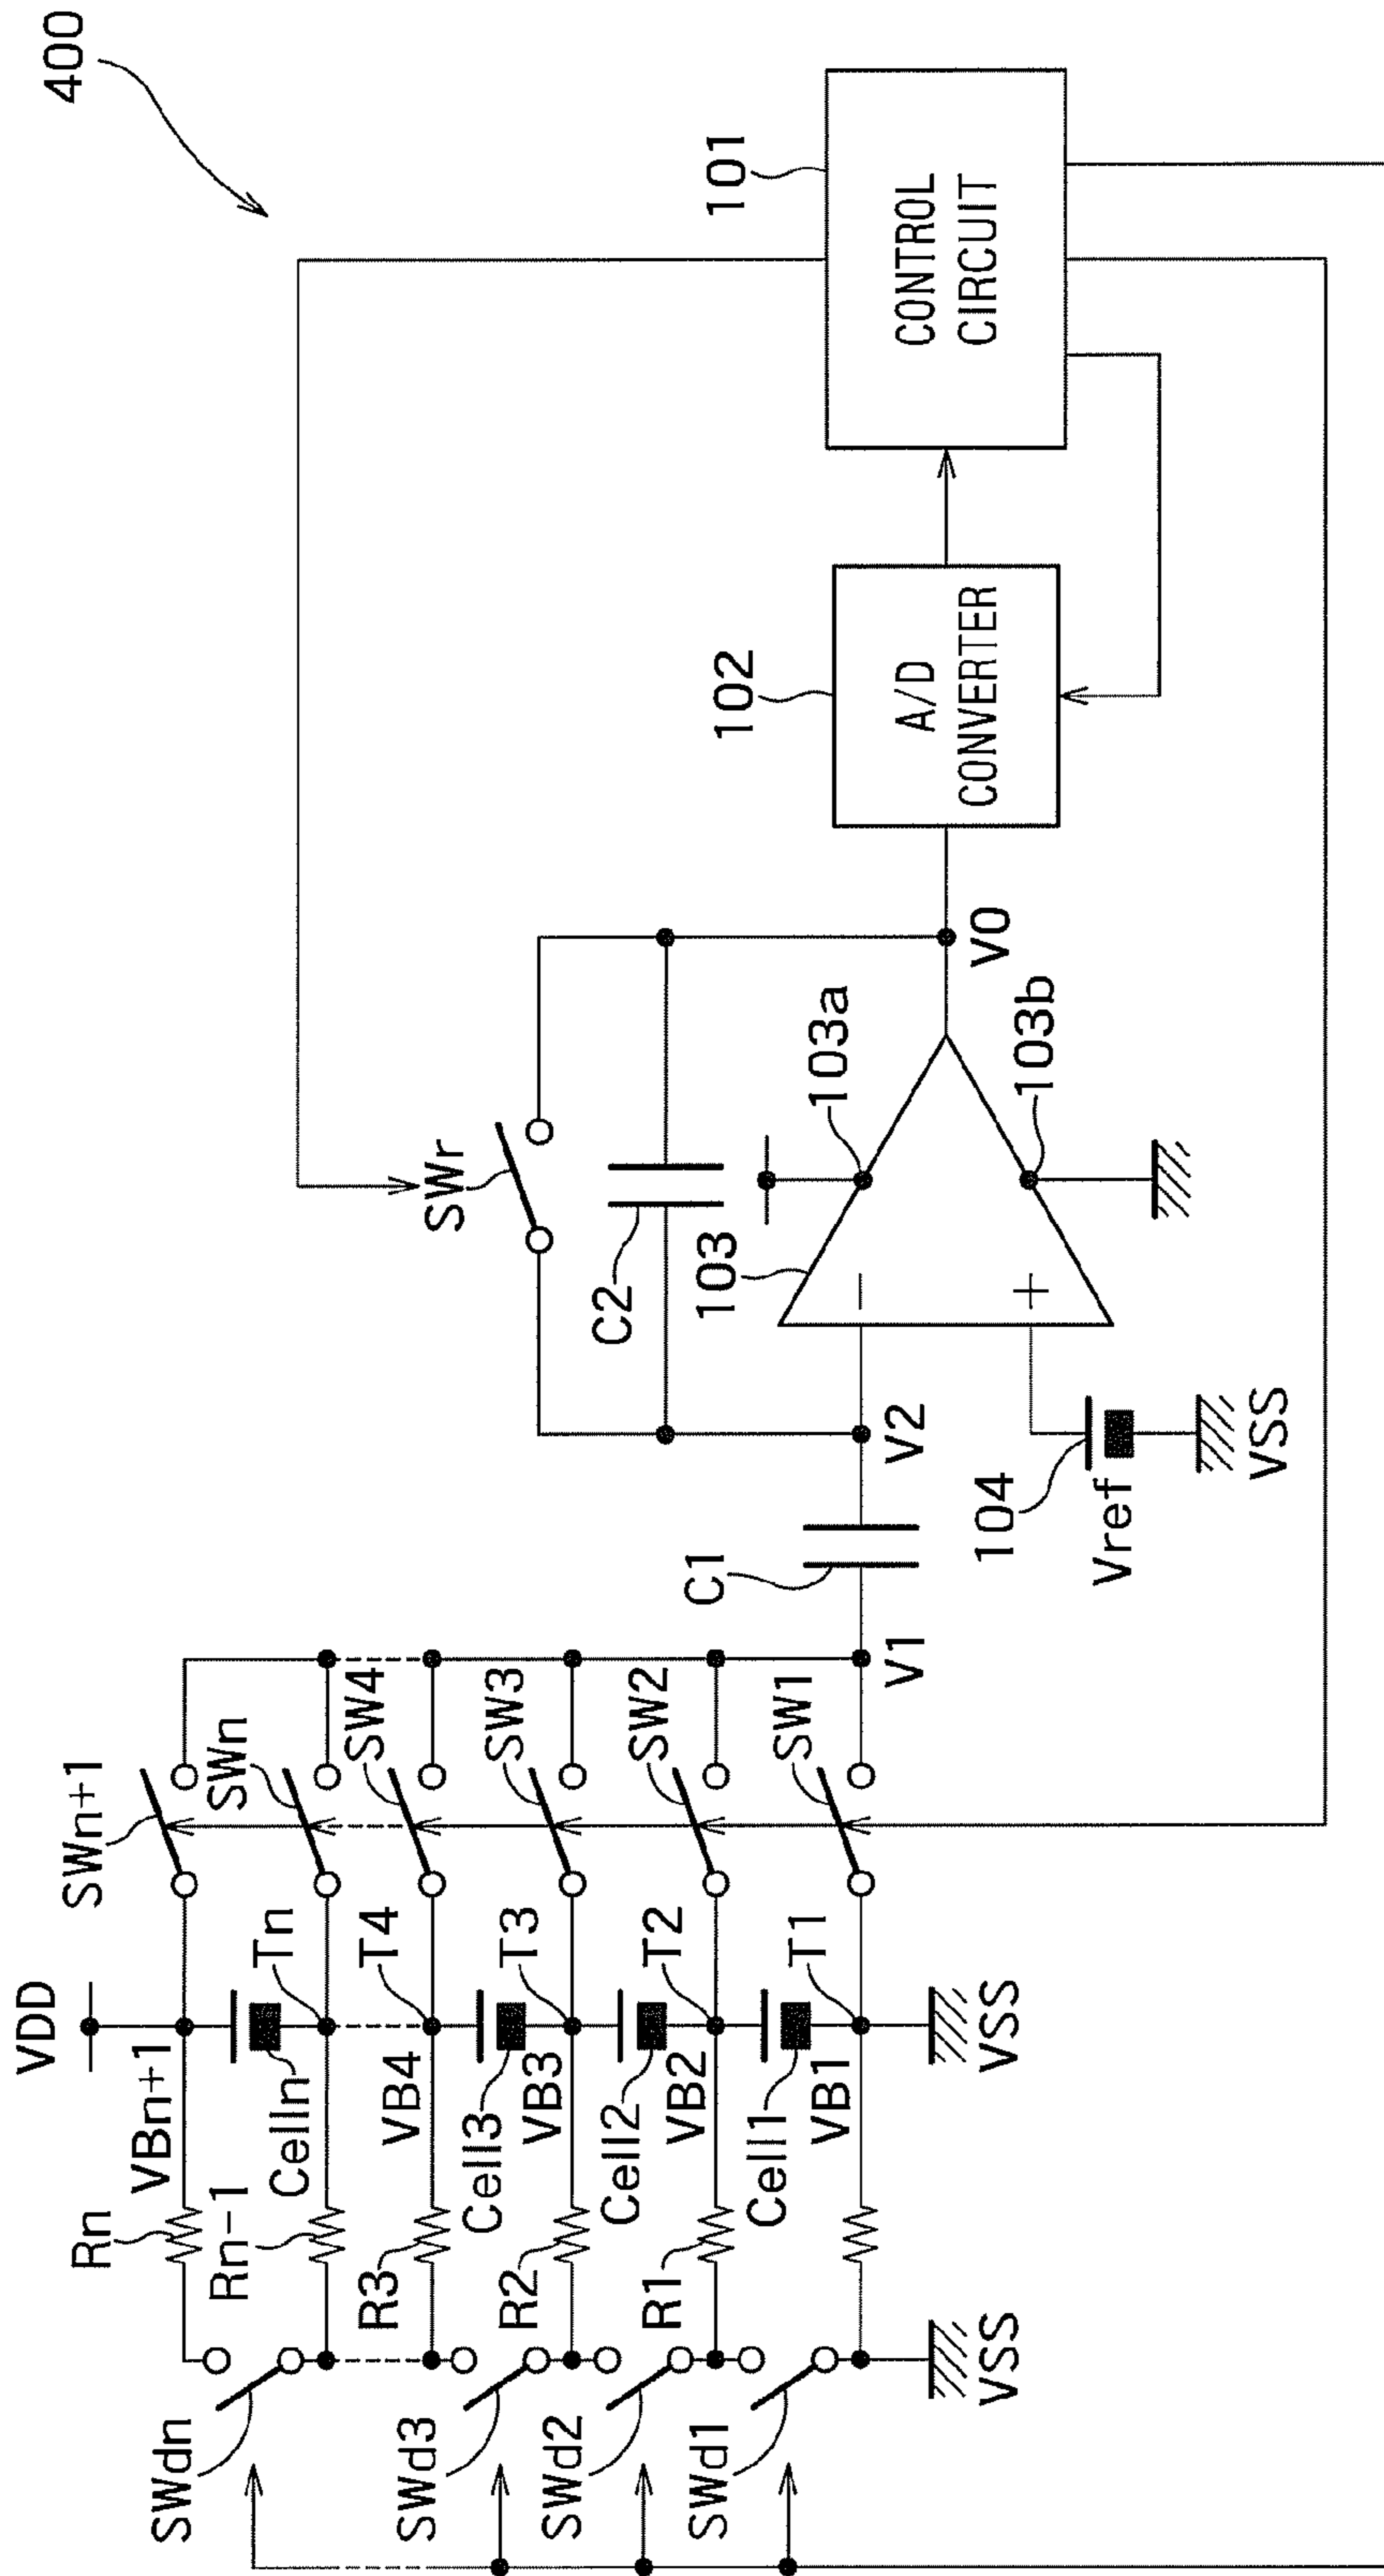 400
VDD
VBn+1
SWn+1
Rn
Celln
Tn
SWn
Rn-1
SWdn
VB4
T4
SW4
R3
Cell3
SWd3
VB3
T3
SW3
R2
Cell2
SWd2
VB2
T2
SW2
R1
Cell1
SWd1
VB1
T1
SW1
VSS
VSS
V1
C1
V2
SWr
C2
103
103a
103b
−
+
104
Vref
VSS
V0
102
A/D
CONVERTER
101
CONTROL
CIRCUIT